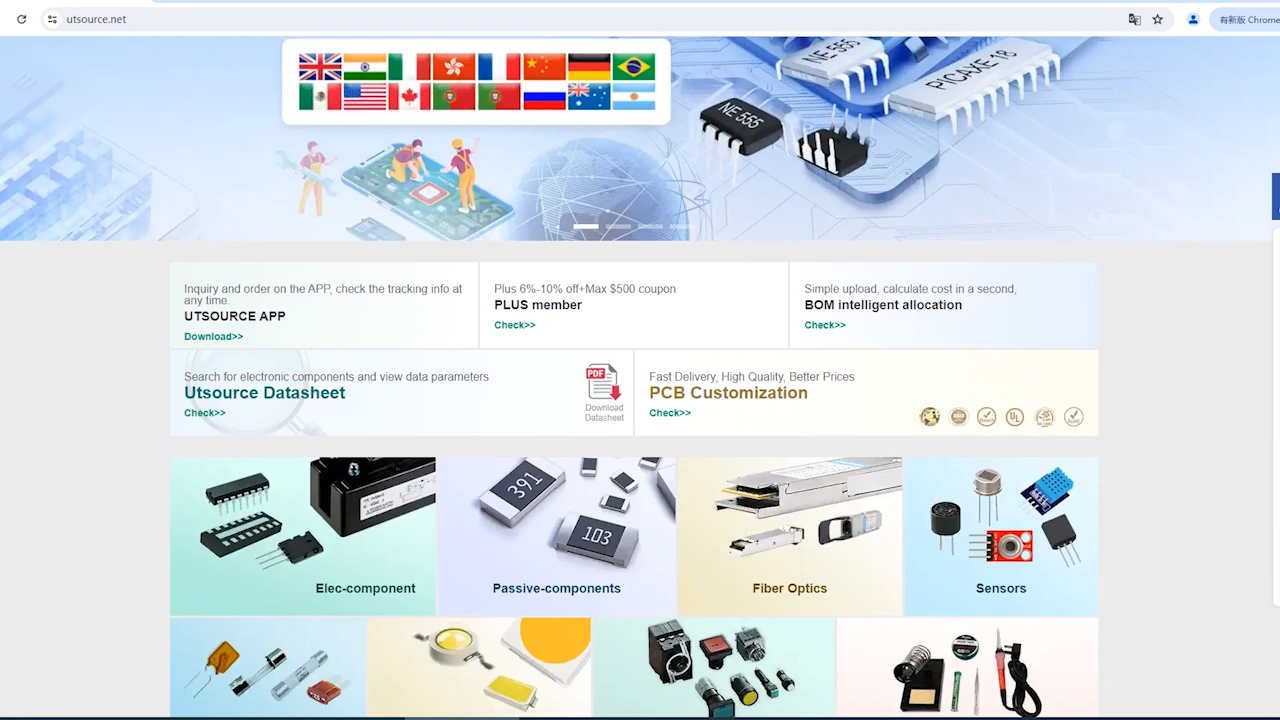 utsource.net
有新版 Chrome
NE 555
PICAXE-18
NE 555
Inquiry and order on the APP, check the tracking info at
any time.
UTSOURCE APP
Download>>
Plus 6%-10% off+Max $500 coupon
PLUS member
Check>>
Simple upload, calculate cost in a second,
BOM intelligent allocation
Check>>
Search for electronic components and view data parameters
Utsource Datasheet
Check>>
PDF
Download
Datasheet
Fast Delivery, High Quality, Better Prices
PCB Customization
Check>>
UL
391
103
Elec-component
Passive-components
Fiber Optics
Sensors